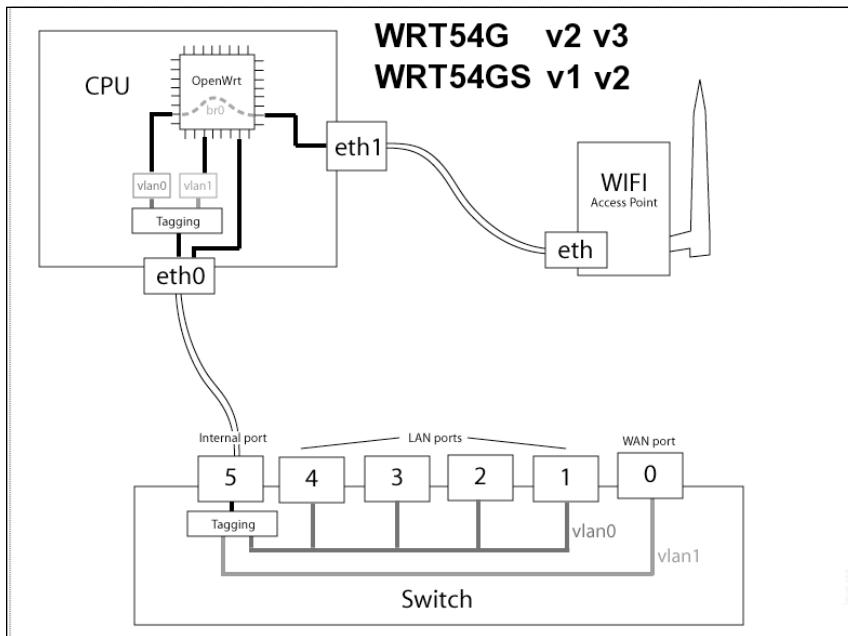 WRT54G v2 v3
WRT54GS v1 v2
CPU
OpenWrt
br0
eth1
vlan0
vlan1
Tagging
eth0
WIFI
Access Point
eth
Internal port
LAN ports
WAN port
5
4
3
2
1
0
Tagging
vlan0
vlan1
Switch